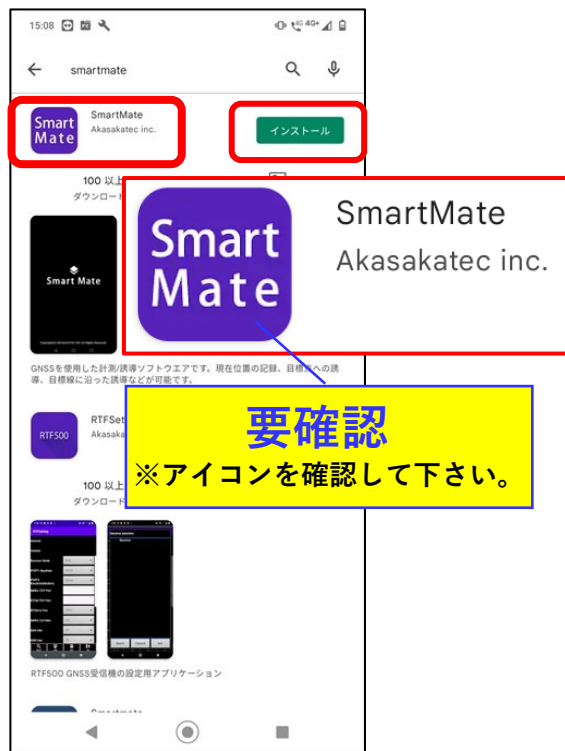 15:08
4G 4G+
smartmate
Smart
Mate
SmartMate
Akasakatec inc.
インストール
100 以上
ダウンロード
Smart
Mate
SmartMate
Akasakatec inc.
Smart Mate
GNSSを使用した計測/誘導ソフトウエアです。現在位置の記録、目標点への誘
導、目標線に沿った誘導などが可能です。
要確認
※アイコンを確認して下さい。
RTF500
RTFSet
Akasaka
100 以上
ダウンロード
RTF500 GNSS受信機の設定用アプリケーション